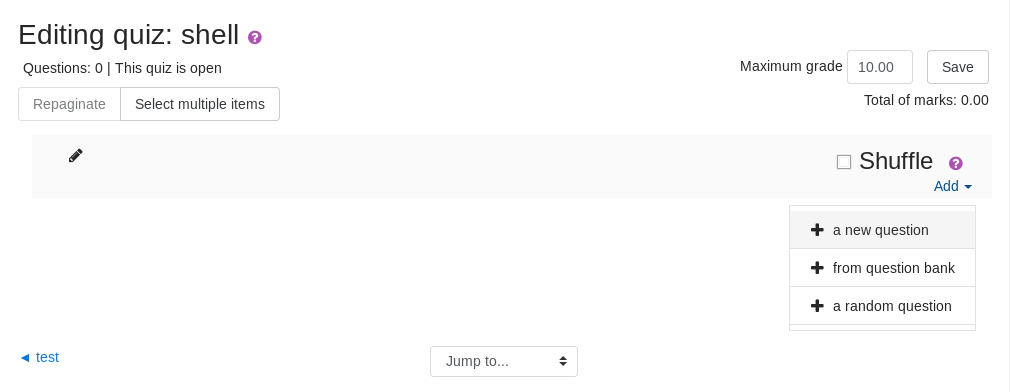 Editing quiz: shell
Questions: 0 | This quiz is open
Maximum grade 10.00 Save
Total of marks: 0.00
Repaginate Select multiple items
Shuffle
Add
a new question
from question bank
a random question
◄ test
Jump to...